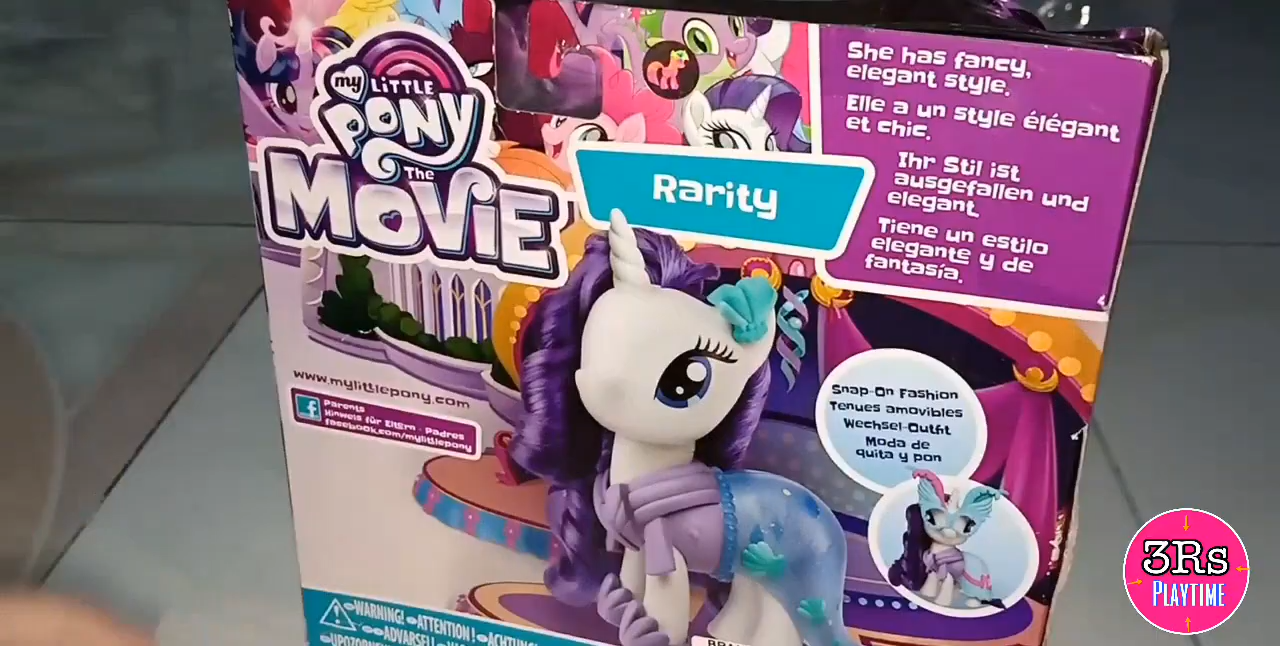 my LiTTLE
PONY
The
MOViE
Rarity
She has fancy,
elegant style.
Elle a un style élégant
et chic.
Ihr Stil ist
ausgefallen und
elegant.
Tiene un estilo
elegante y de
fantasía.
www.mylittlepony.com
f
Parents
Hinweis für Eltern · Padres
facebook.com/mylittlepony
Snap-On Fashion
Tenues amovibles
Wechsel-Outfit
Moda de
quita y pon
WARNING! ATTENTION! ACHTUNG
3Rs
PLAYTIME